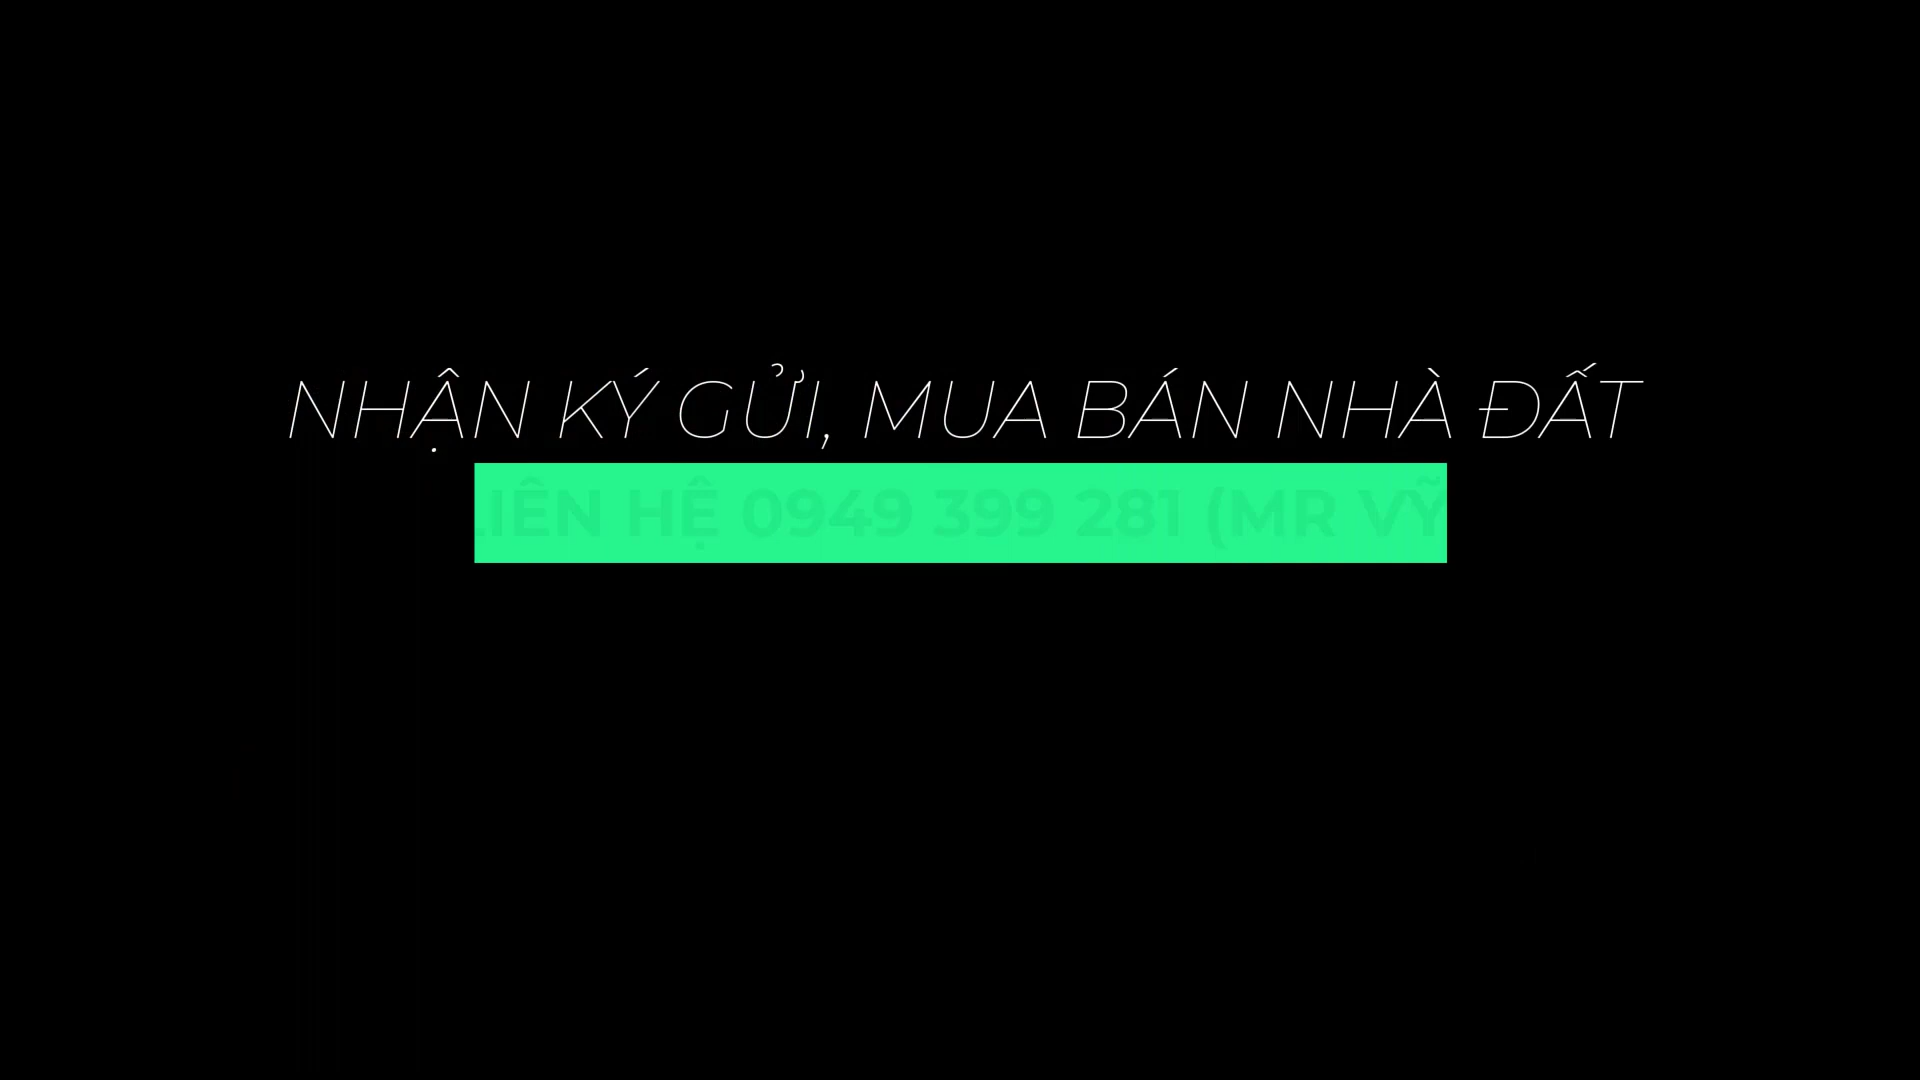 NHẬN KÝ GỬI, MUA BÁN NHÀ ĐẤT
LIÊN HỆ 0949 399 281 (MR VỸ